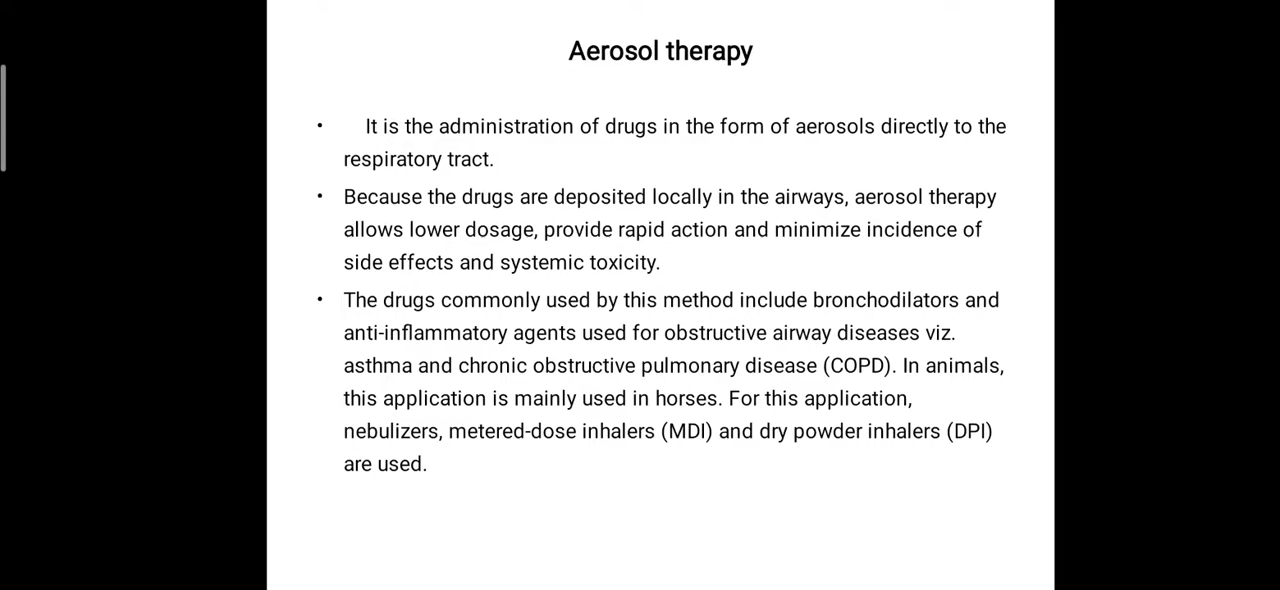 Aerosol therapy
• It is the administration of drugs in the form of aerosols directly to the
respiratory tract.
• Because the drugs are deposited locally in the airways, aerosol therapy
allows lower dosage, provide rapid action and minimize incidence of
side effects and systemic toxicity.
• The drugs commonly used by this method include bronchodilators and
anti-inflammatory agents used for obstructive airway diseases viz.
asthma and chronic obstructive pulmonary disease (COPD). In animals,
this application is mainly used in horses. For this application,
nebulizers, metered-dose inhalers (MDI) and dry powder inhalers (DPI)
are used.